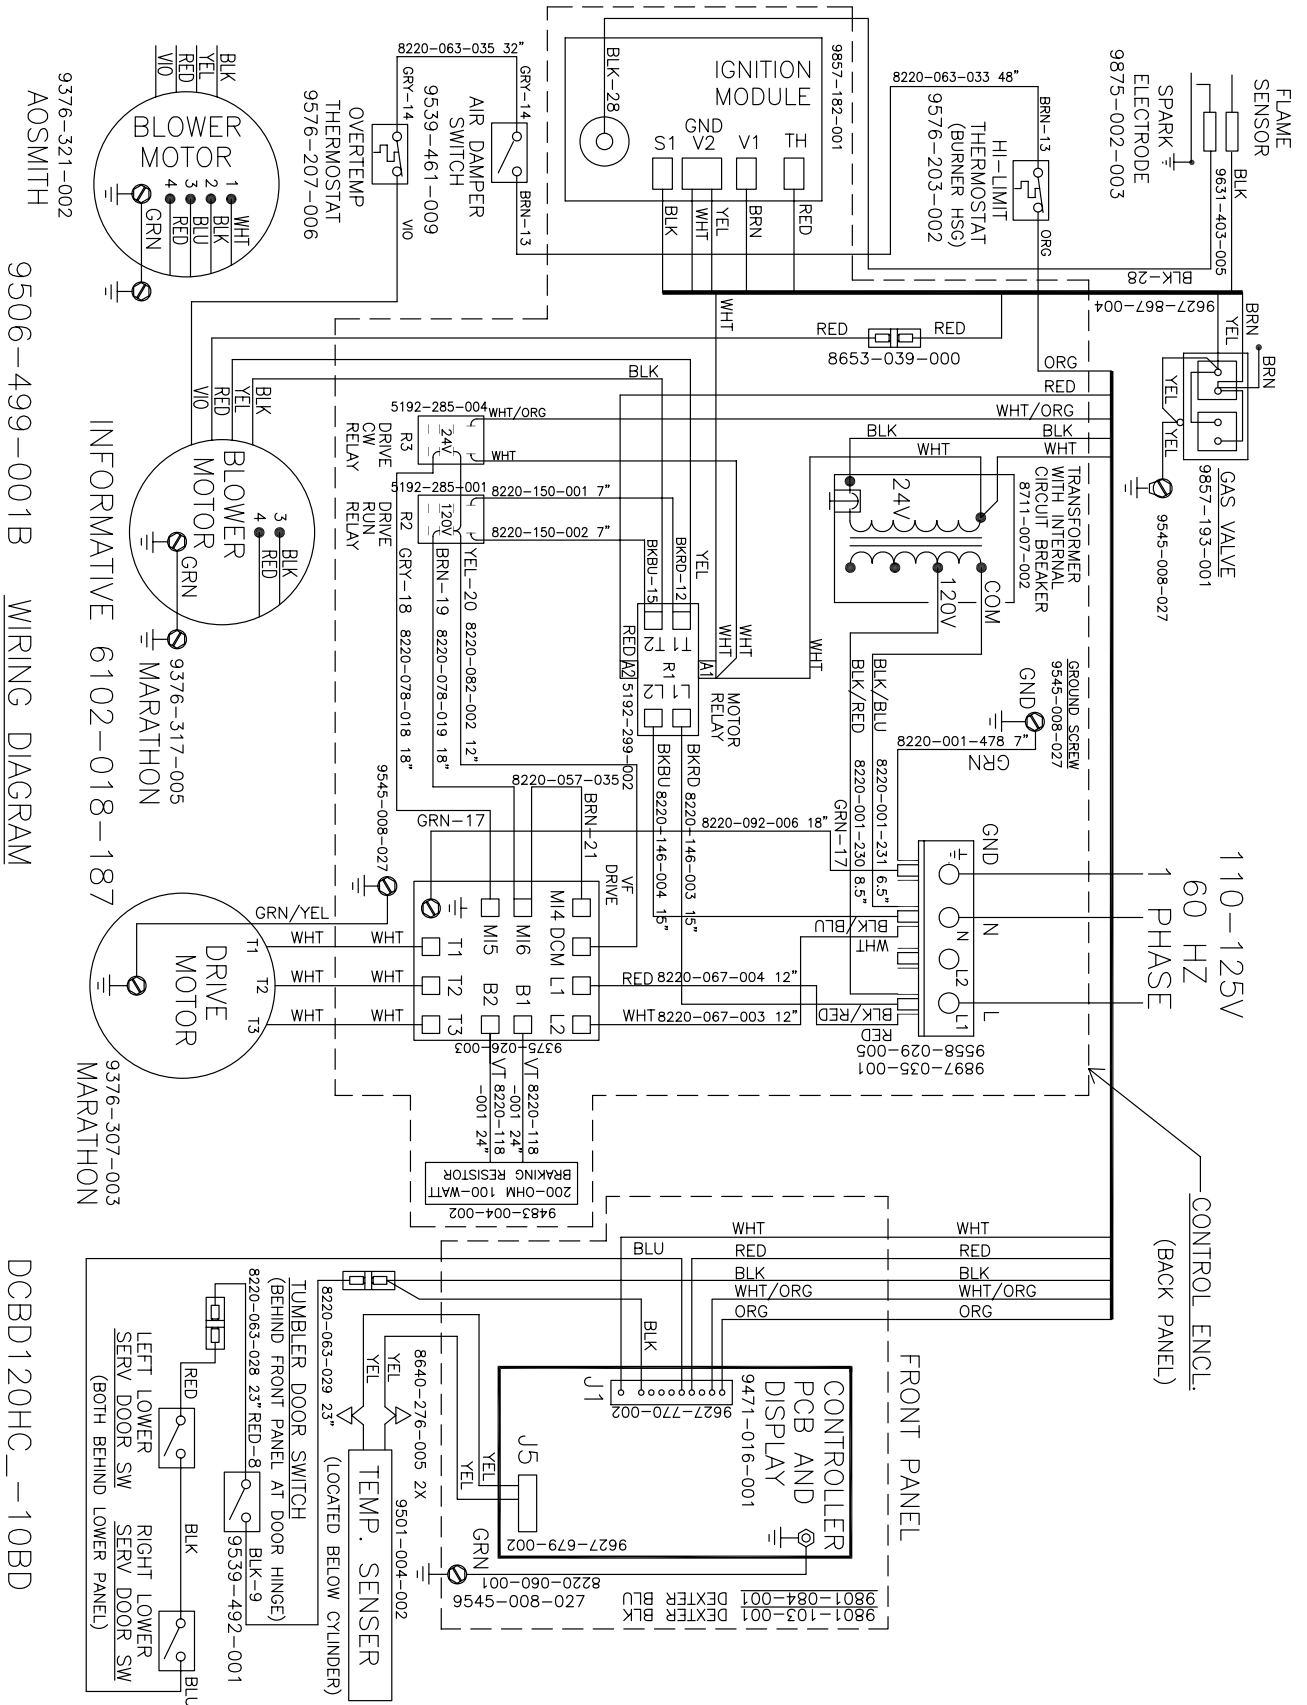 FLAME
SENSOR
BLK
9631-403-005
BLK-28
SPARK
ELECTRODE
9875-002-003
BRN
BRN
YEL
YEL
YEL
GAS VALVE
9857-193-001
9545-008-027
9627-867-004
110-125V
60 HZ
1 PHASE
CONTROL ENCL.
(BACK PANEL)
8220-063-033 48"
BRN-13
HI-LIMIT
THERMOSTAT
(BURNER HSG)
9576-203-002
ORG
9857-182-001
IGNITION
MODULE
BLK-28
TH
V1
GND
V2
S1
RED
BRN
YEL
WHT
BLK
8220-063-035 32"
GRY-14
GRY-14
BRN-13
AIR DAMPER
SWITCH
9539-461-009
OVERTEMP
THERMOSTAT
9576-207-006
VIO
BLK
YEL
RED
VIO
BLOWER
MOTOR
1
2
3
4
WHT
BLK
BLU
RED
GRN
9376-321-002
AOSMITH
WHT
RED
RED
8653-039-000
ORG
RED
WHT/ORG
BLK
WHT
BLK
WHT
BLK
WHT/ORG
5192-285-004
24V
R3
DRIVE
CW
RELAY
WHT
5192-285-001
120V
R2
DRIVE
RUN
RELAY
8220-150-001 7"
8220-150-002 7"
BLK
YEL
RED
VIO
BLOWER
MOTOR
3
4
BLK
RED
GRN
9376-317-005
MARATHON
TRANSFORMER
WITH INTERNAL
CIRCUIT BREAKER
8711-007-002
24V
COM
120V
YEL
BKRD-12
BKBU-15
WHT
WHT
WHT
RED
A1
A2
T1
T2
R1
L1
L2
5192-299-002
MOTOR
RELAY
BLK/BLU
BLK/RED
GROUND SCREW
9545-008-027
GND
8220-001-478 7"
GRN
8220-001-231 6.5"
8220-001-230 8.5"
GRN-17
8220-092-006 18"
YEL-20 8220-082-002 12"
BRN-19 8220-078-019 18"
GRY-18 8220-078-018 18"
BKRD 8220-146-003 15"
BKBU 8220-146-004 15"
8220-057-035
BRN-21
GRN-17
9545-008-027
GND
N
L
N
L2
L1
BLK/BLU
WHT
BLK/RED
RED
9558-029-005
9897-035-001
VF
DRIVE
MI4
DCM
L1
L2
MI6
MI5
B1
B2
T1
T2
T3
RED 8220-067-004 12"
WHT 8220-067-003 12"
9375-026-003
VT 8220-118
-001 24"
VT 8220-118
-001 24"
200-OHM 100-WATT
BRAKING RESISTOR
9483-004-002
GRN/YEL
WHT
WHT
WHT
WHT
WHT
WHT
T1
T2
T3
DRIVE
MOTOR
9376-307-003
MARATHON
WHT
RED
BLK
WHT/ORG
ORG
WHT
RED
BLK
WHT/ORG
ORG
BLU
BLK
FRONT PANEL
CONTROLLER
PCB AND
DISPLAY
9471-016-001
J1
9627-770-002
J5
9627-679-002
YEL
YEL
GRN
8220-060-001
9545-008-027
9801-084-001 DEXTER BLU
9801-103-001 DEXTER BLK
8640-276-005 2X
YEL
YEL
TEMP. SENSER
9501-004-002
(LOCATED BELOW CYLINDER)
8220-063-029 23"
TUMBLER DOOR SWITCH
(BEHIND FRONT PANEL AT DOOR HINGE)
8220-063-028 23" RED-8
BLK-9
9539-492-001
RED
BLK
BLU
LEFT LOWER
SERV DOOR SW
RIGHT LOWER
SERV DOOR SW
(BOTH BEHIND LOWER PANEL)
INFORMATIVE 6102-018-187
9506-499-001B WIRING DIAGRAM
DCBD120HC_-10BD